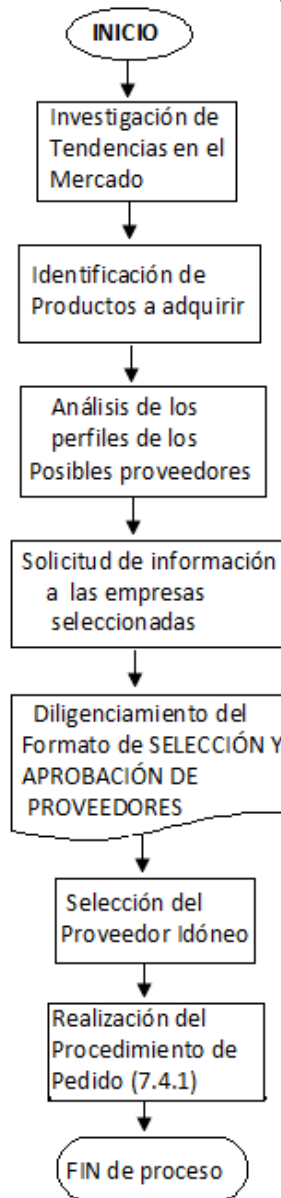 INICIO
Investigación de
Tendencias en el
Mercado
Identificación de
Productos a adquirir
Análisis de los
perfiles de los
Posibles proveedores
Solicitud de información
a las empresas
seleccionadas
Diligenciamiento del
Formato de SELECCIÓN Y
APROBACIÓN DE
PROVEEDORES
Selección del
Proveedor Idóneo
Realización del
Procedimiento de
Pedido (7.4.1)
FIN de proceso